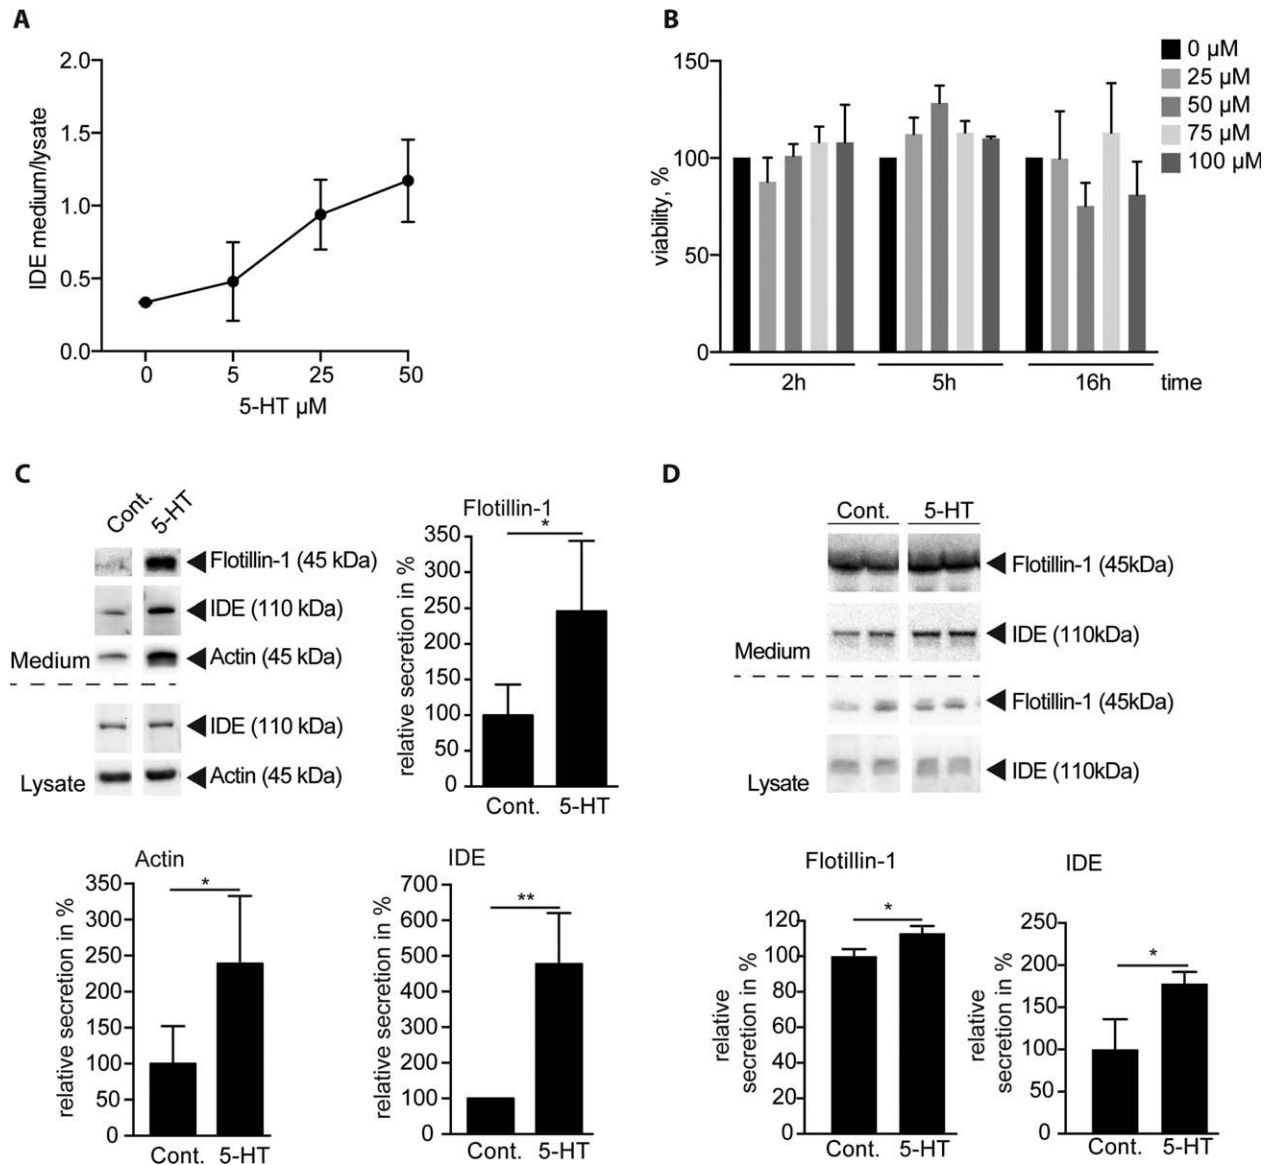 A
IDE medium/lysate
2.0
1.5
1.0
0.5
0.0
0 5 25 50
5-HT µM
B
viability, %
150
100
50
0
2h 5h 16h time
0 µM
25 µM
50 µM
75 µM
100 µM
C
Cont. 5-HT
Flotillin-1 (45 kDa)
IDE (110 kDa)
Medium Actin (45 kDa)
IDE (110 kDa)
Lysate Actin (45 kDa)
Flotillin-1
*
relative secretion in %
350
300
250
200
150
100
50
0
Cont. 5-HT
D
Cont. 5-HT
Flotillin-1 (45kDa)
IDE (110kDa)
Medium
Flotillin-1 (45kDa)
IDE (110kDa)
Lysate
Actin
*
relative secretion in %
350
300
250
200
150
100
50
0
Cont. 5-HT
IDE
**
relative secretion in %
700
600
500
400
300
200
100
0
Cont. 5-HT
Flotillin-1
*
relative
secretion in %
120
100
80
60
40
20
0
Cont. 5-HT
IDE
*
relative
secretion in %
250
200
150
100
50
0
Cont. 5-HT